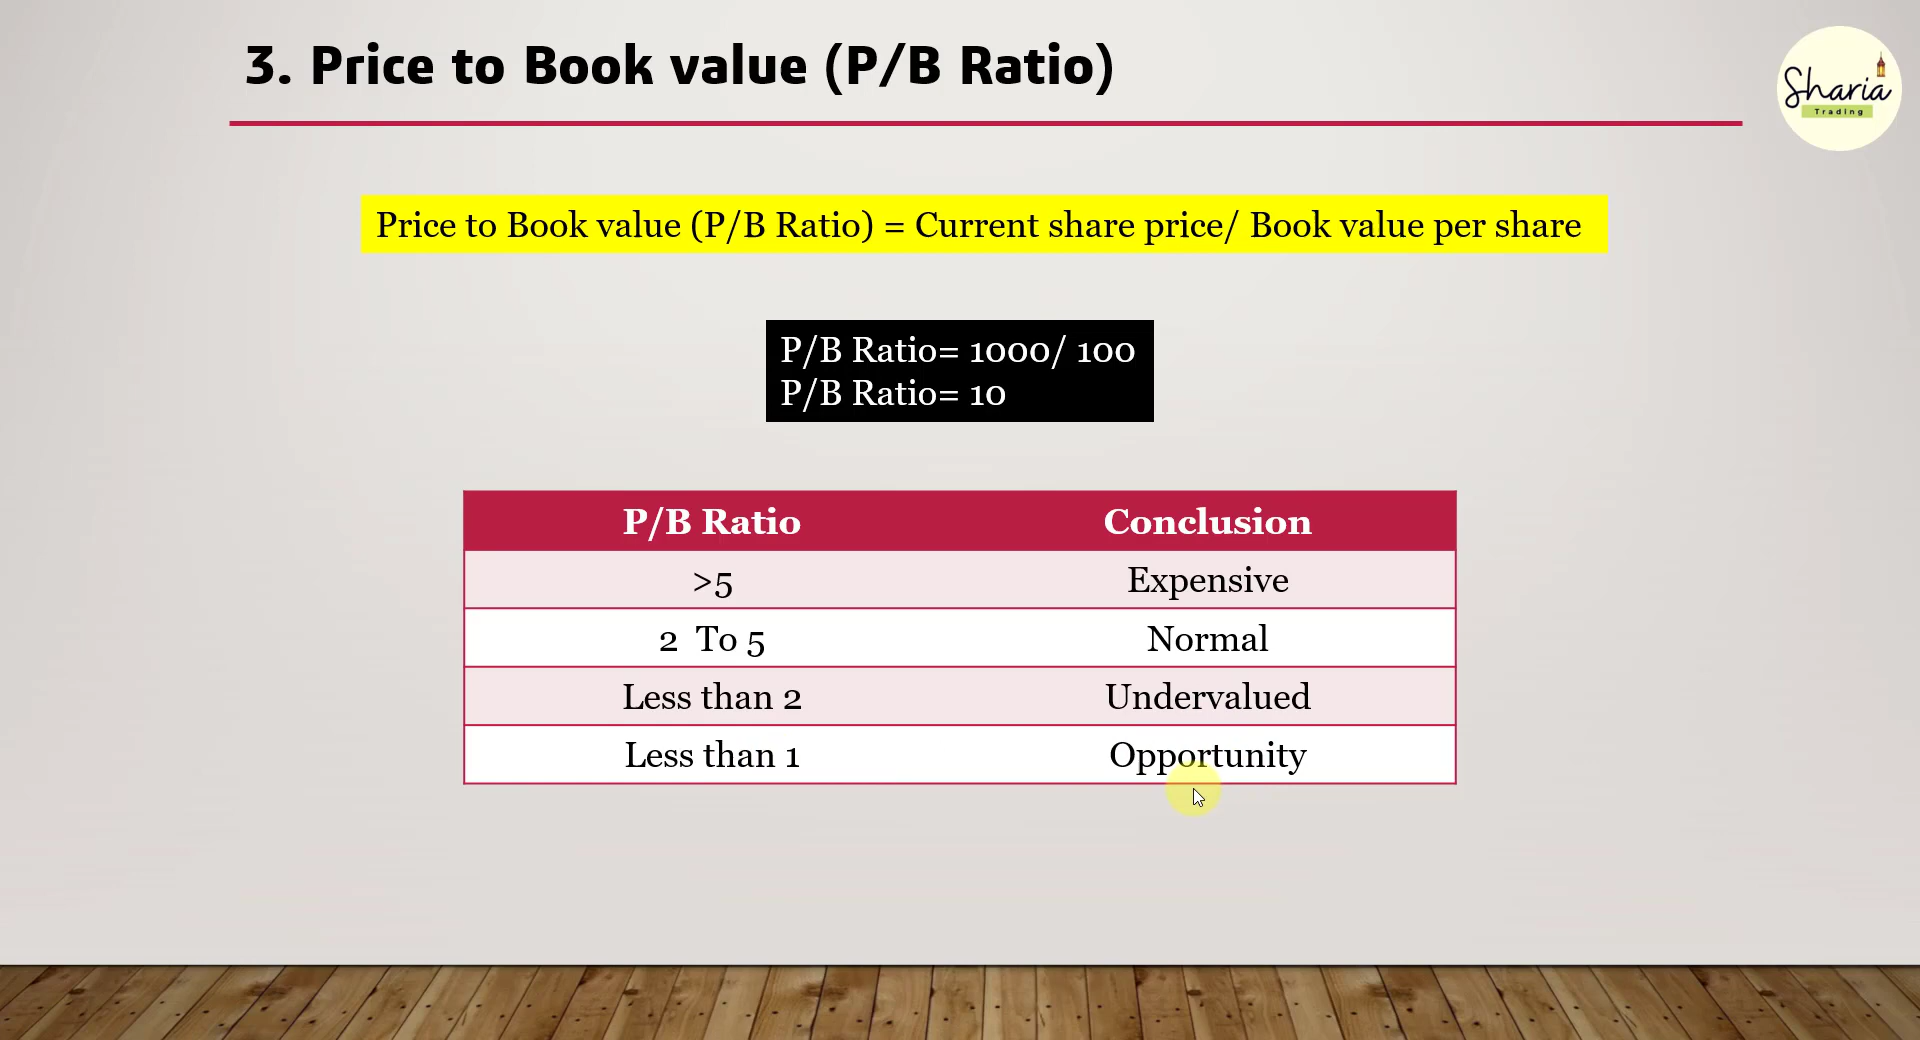 3. Price to Book value (P/B Ratio)
Sharia
Trading
Price to Book value (P/B Ratio) = Current share price/ Book value per share
P/B Ratio= 1000/ 100
P/B Ratio= 10
P/B Ratio Conclusion
>5 Expensive
2 To 5 Normal
Less than 2 Undervalued
Less than 1 Opportunity